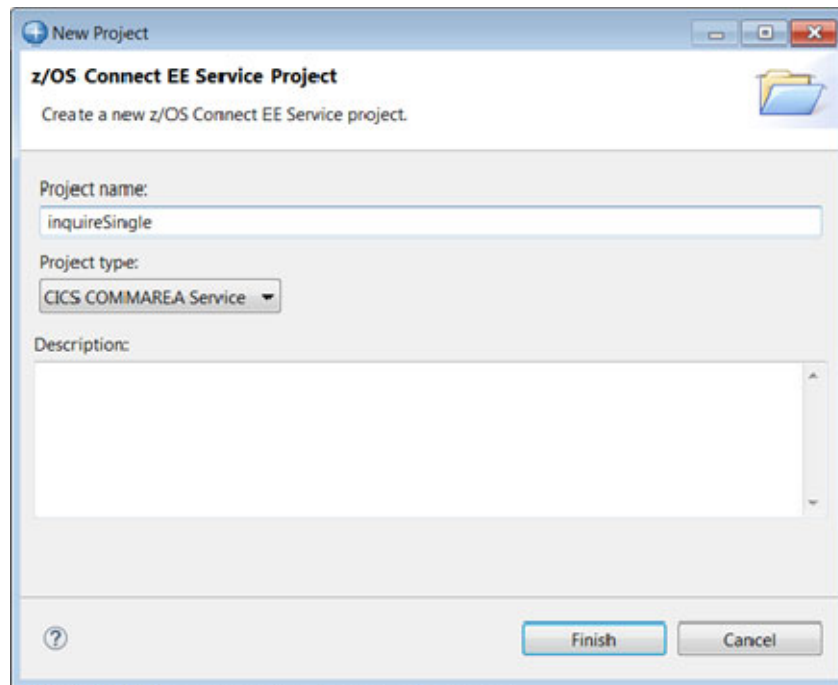 New Project
z/OS Connect EE Service Project
Create a new z/OS Connect EE Service project.
Project name:
inquireSingle
Project type:
CICS COMMAREA Service
Description:
?
Finish
Cancel